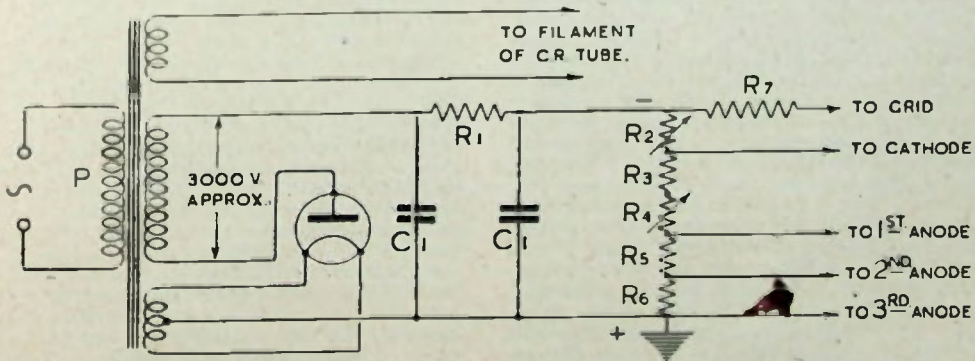 TO FILAMENT
OF C.R. TUBE.
R7
TO GRID
R1
R2
TO CATHODE
P
3000 V.
APPROX.
R3
R4
C1
C1
TO 1ST ANODE
R5
TO 2ND ANODE
R6
TO 3RD ANODE
−
+